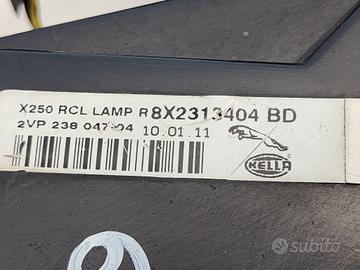 X250 RCL LAMP R 8X2313404 BD
2VP 238 047-04 10.01.11
HELLA
subito